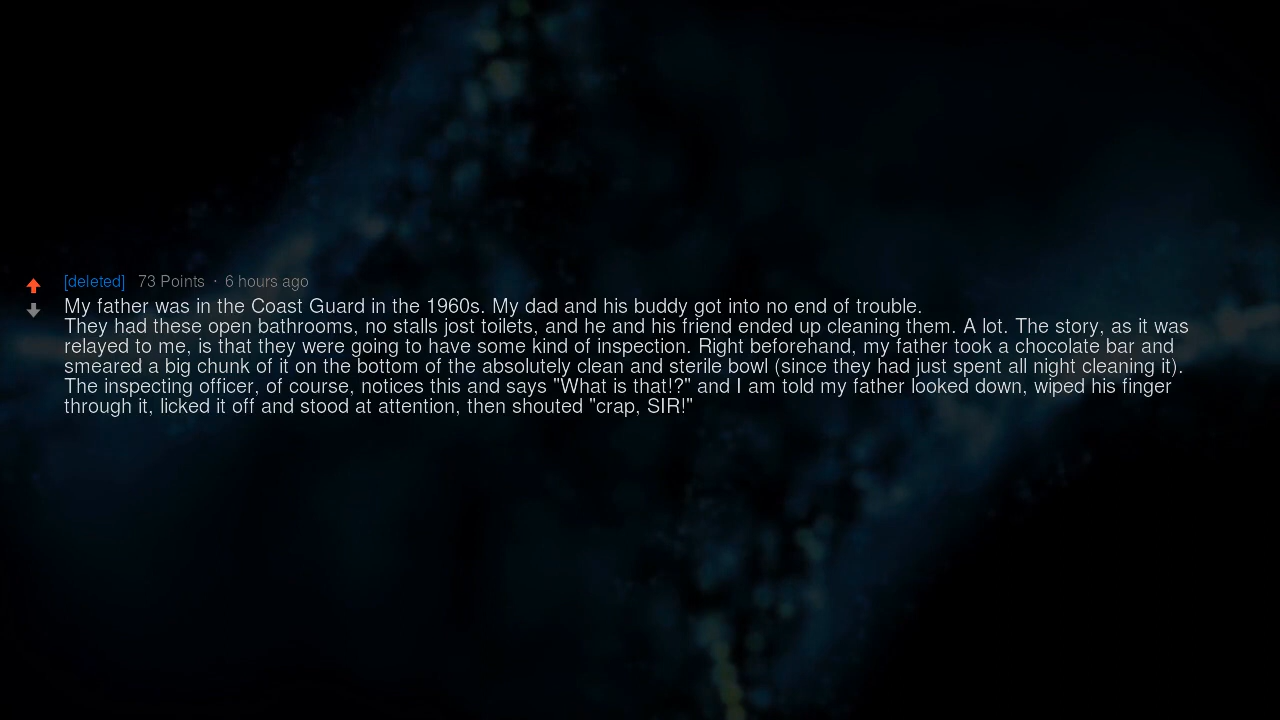 [deleted] 73 Points · 6 hours ago
My father was in the Coast Guard in the 1960s. My dad and his buddy got into no end of trouble.
They had these open bathrooms, no stalls jost toilets, and he and his friend ended up cleaning them. A lot. The story, as it was
relayed to me, is that they were going to have some kind of inspection. Right beforehand, my father took a chocolate bar and
smeared a big chunk of it on the bottom of the absolutely clean and sterile bowl (since they had just spent all night cleaning it).
The inspecting officer, of course, notices this and says "What is that!?" and I am told my father looked down, wiped his finger
through it, licked it off and stood at attention, then shouted "crap, SIR!"